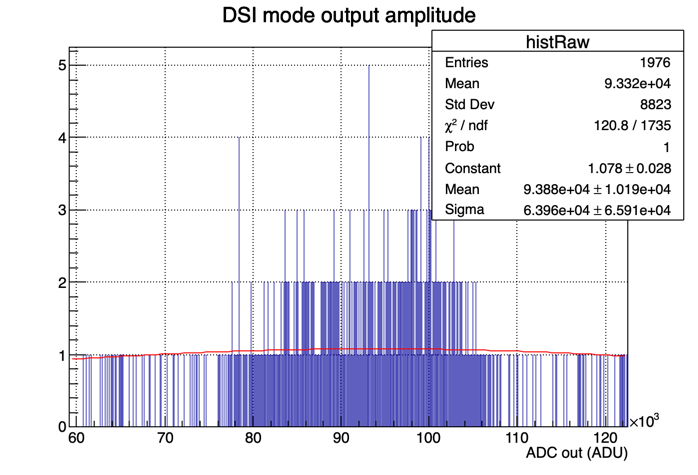 DSI mode output amplitude
histRaw
Entries 1976
Mean 9.332e+04
Std Dev 8823
χ² / ndf 120.8 / 1735
Prob 1
Constant 1.078 ± 0.028
Mean 9.388e+04 ± 1.019e+04
Sigma 6.396e+04 ± 6.591e+04
5
4
3
2
1
0
60 70 80 90 100 110 120 ×10³
ADC out (ADU)